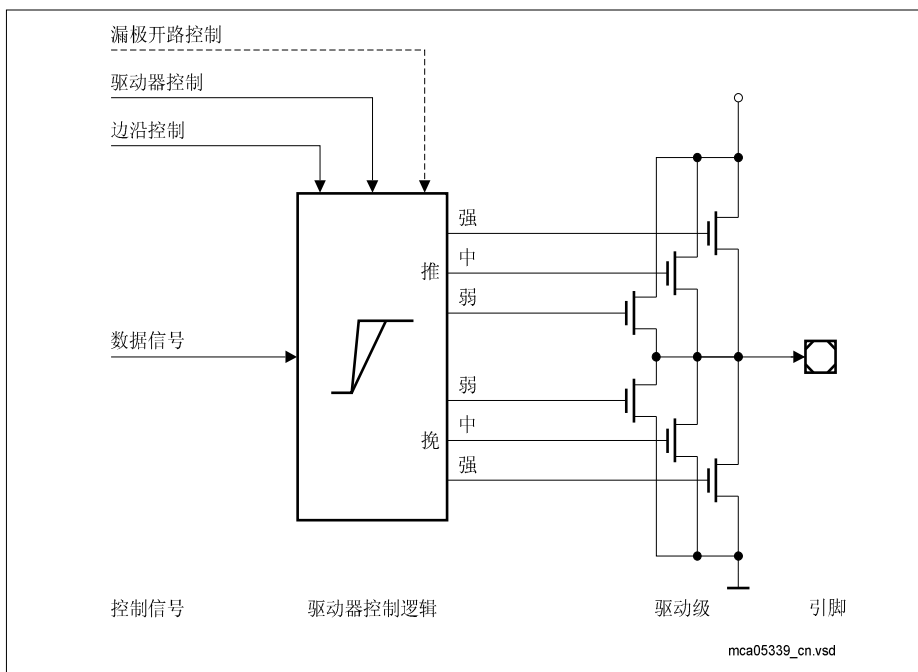 漏极开路控制
驱动器控制
边沿控制
强
中
推
弱
数据信号
弱
中
挽
强
控制信号
驱动器控制逻辑
驱动级
引脚
mca05339_cn.vsd